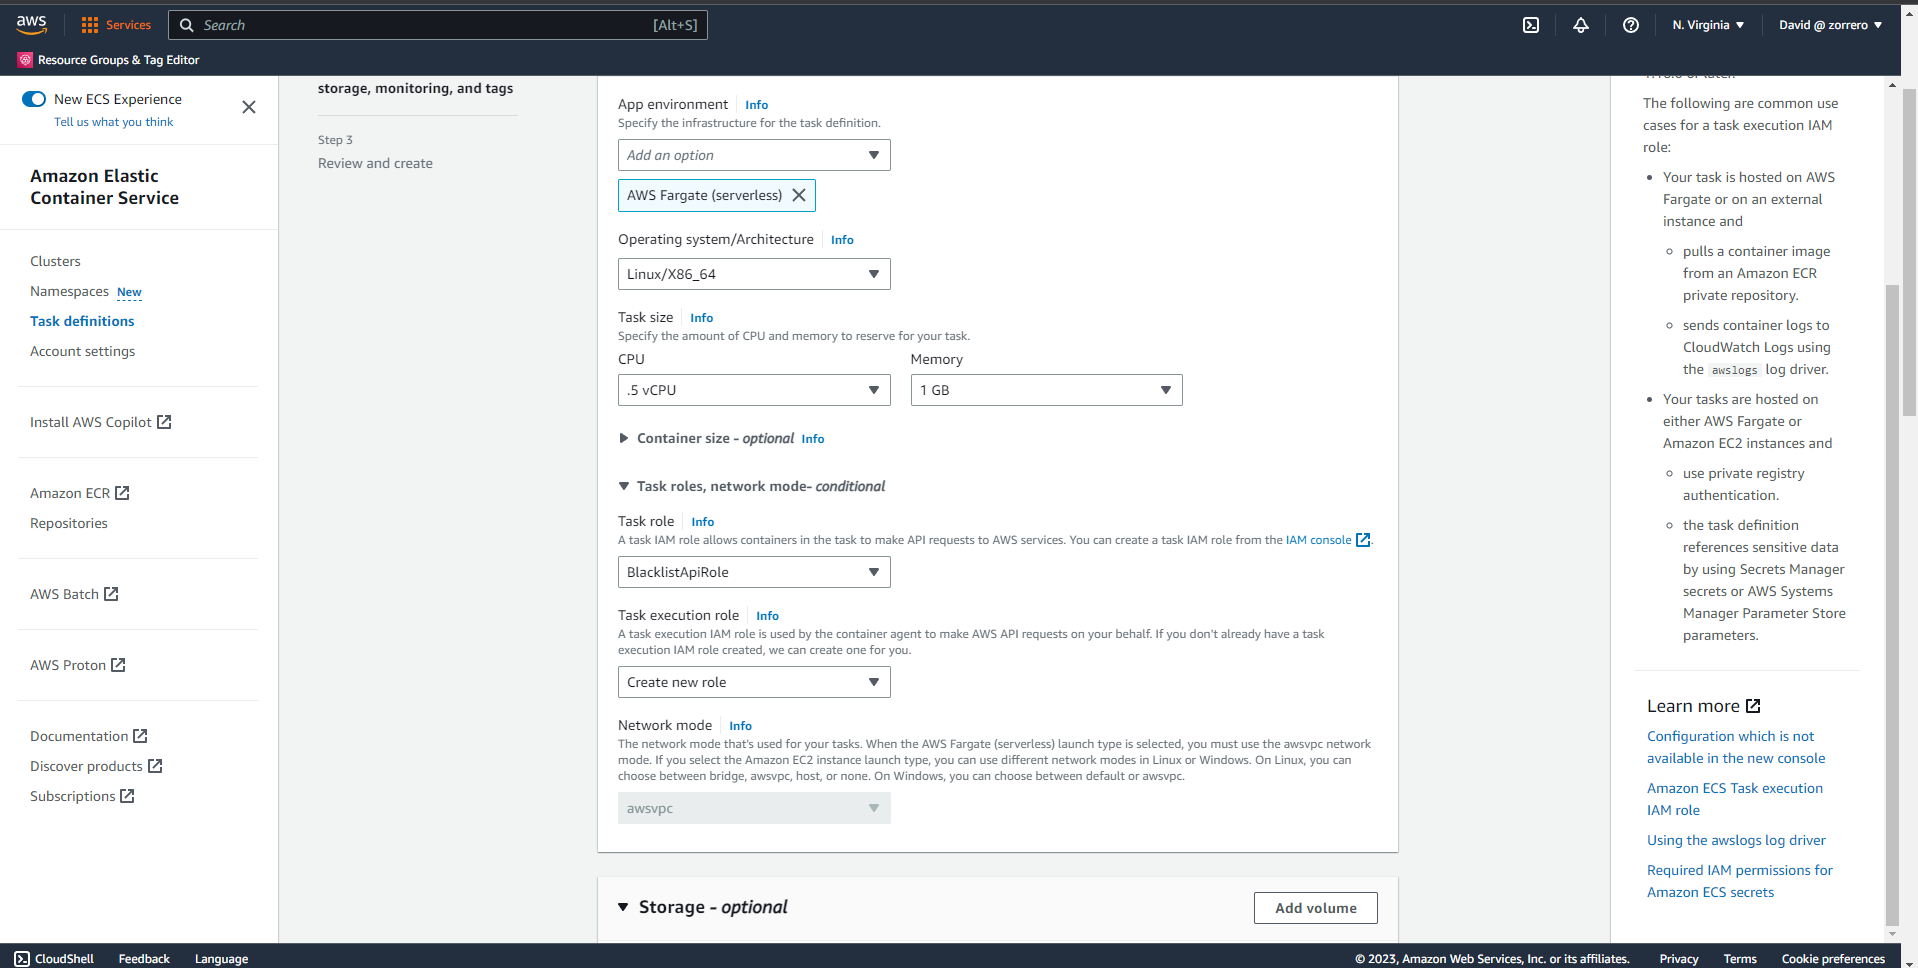 aws
Services
Search
[Alt+S]
N. Virginia
David @ zorrero
Resource Groups & Tag Editor
New ECS Experience
Tell us what you think
Amazon Elastic
Container Service
Clusters
Namespaces New
Task definitions
Account settings
Install AWS Copilot
Amazon ECR
Repositories
AWS Batch
AWS Proton
Documentation
Discover products
Subscriptions
storage, monitoring, and tags
Step 3
Review and create
App environment Info
Specify the infrastructure for the task definition.
Add an option
AWS Fargate (serverless)
Operating system/Architecture Info
Linux/X86_64
Task size Info
Specify the amount of CPU and memory to reserve for your task.
CPU Memory
.5 vCPU 1 GB
Container size - optional Info
Task roles, network mode- conditional
Task role Info
A task IAM role allows containers in the task to make API requests to AWS services. You can create a task IAM role from the IAM console.
BlacklistApiRole
Task execution role Info
A task execution IAM role is used by the container agent to make AWS API requests on your behalf. If you don't already have a task
execution IAM role created, we can create one for you.
Create new role
Network mode Info
The network mode that's used for your tasks. When the AWS Fargate (serverless) launch type is selected, you must use the awsvpc network
mode. If you select the Amazon EC2 instance launch type, you can use different network modes in Linux or Windows. On Linux, you can
choose between bridge, awsvpc, host, or none. On Windows, you can choose between default or awsvpc.
awsvpc
Storage - optional
Add volume
The following are common use
cases for a task execution IAM
role:
• Your task is hosted on AWS
Fargate or on an external
instance and
pulls a container image
from an Amazon ECR
private repository.
sends container logs to
CloudWatch Logs using
the awslogs log driver.
• Your tasks are hosted on
either AWS Fargate or
Amazon EC2 instances and
use private registry
authentication.
the task definition
references sensitive data
by using Secrets Manager
secrets or AWS Systems
Manager Parameter Store
parameters.
Learn more
Configuration which is not
available in the new console
Amazon ECS Task execution
IAM role
Using the awslogs log driver
Required IAM permissions for
Amazon ECS secrets
CloudShell Feedback Language
© 2023, Amazon Web Services, Inc. or its affiliates. Privacy Terms Cookie preferences